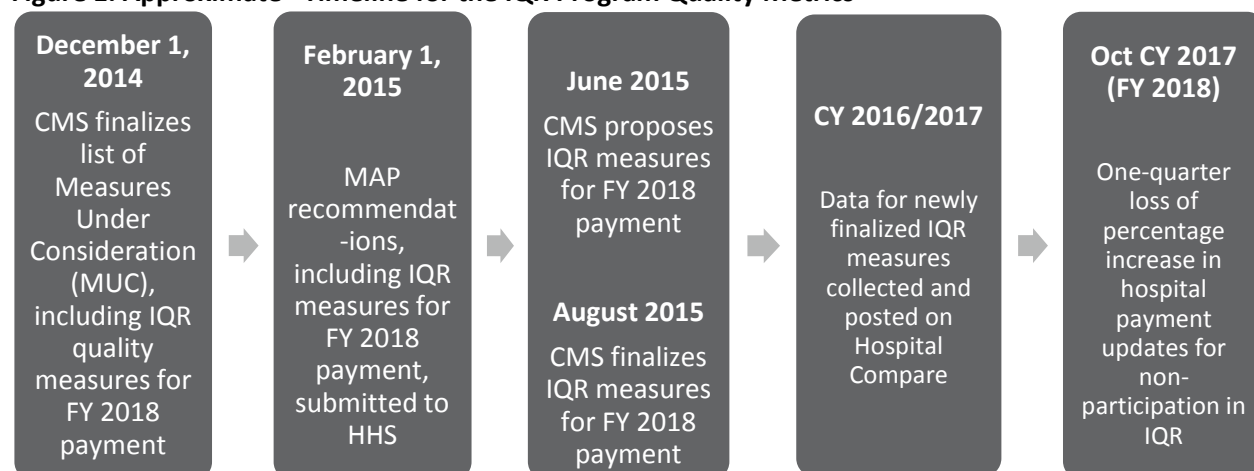 Timeline for the IQR Program Quality Metrics
December 1,
2014
CMS finalizes
list of
Measures
Under
Consideration
(MUC),
including IQR
quality
measures for
FY 2018
payment
February 1,
2015
MAP
recommendat
-ions,
including IQR
measures for
FY 2018
payment,
submitted to
HHS
June 2015
CMS proposes
IQR measures
for FY 2018
payment
August 2015
CMS finalizes
IQR measures
for FY 2018
payment
CY 2016/2017
Data for newly
finalized IQR
measures
collected and
posted on
Hospital
Compare
Oct CY 2017
(FY 2018)
One-quarter
loss of
percentage
increase in
hospital
payment
updates for
non-
participation in
IQR